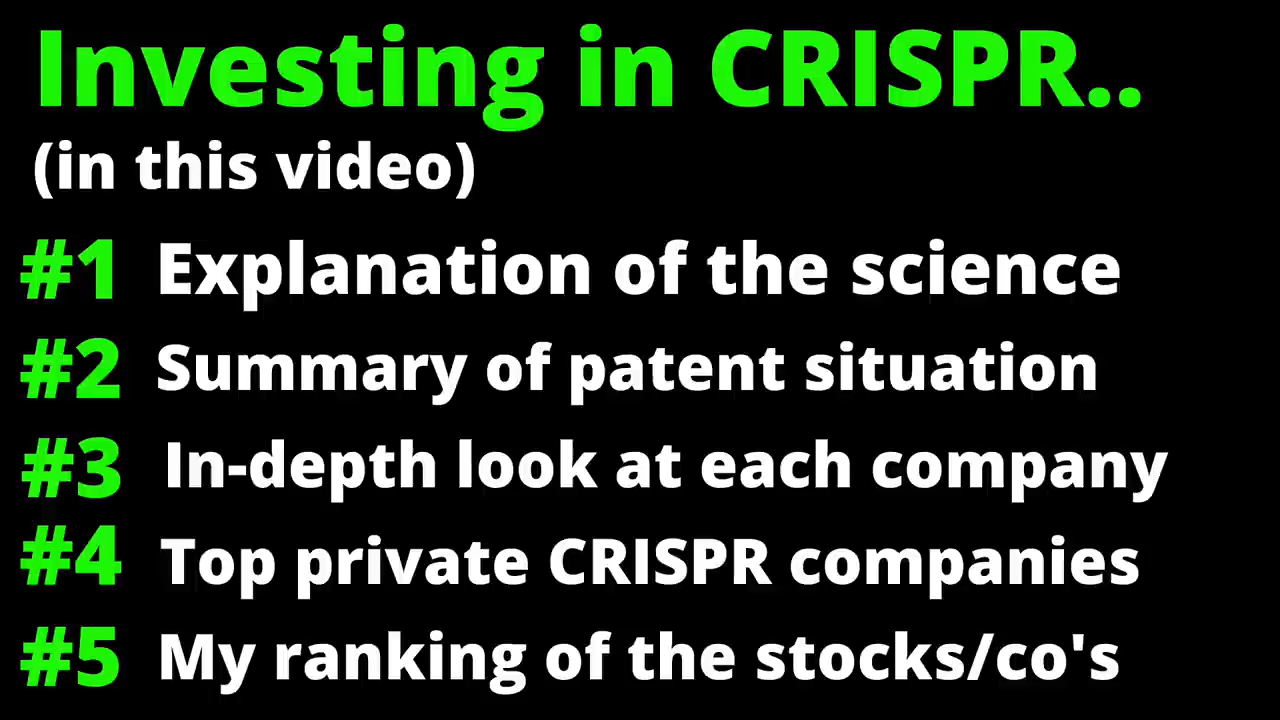 Investing in CRISPR..
(in this video)
#1 Explanation of the science
#2 Summary of patent situation
#3 In-depth look at each company
#4 Top private CRISPR companies
#5 My ranking of the stocks/co's